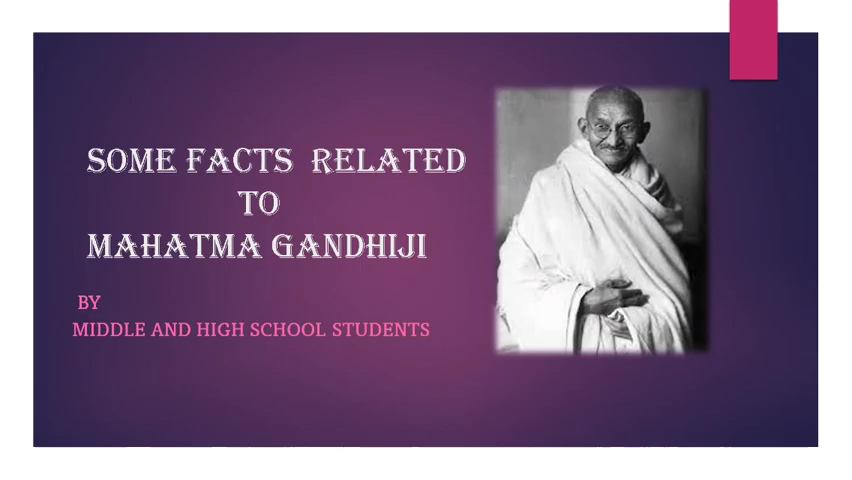 SOME FACTS RELATED
TO
MAHATMA GANDHIJI
BY
MIDDLE AND HIGH SCHOOL STUDENTS